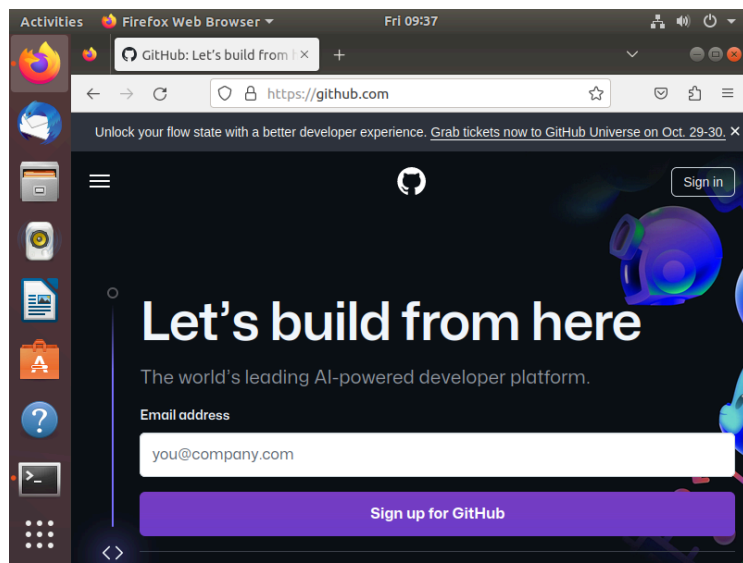 Activities Firefox Web Browser Fri 09:37
GitHub: Let's build from
https://github.com
Unlock your flow state with a better developer experience. Grab tickets now to GitHub Universe on Oct. 29-30.
Sign in
Let's build from here
The world's leading AI-powered developer platform.
Email address
you@company.com
Sign up for GitHub